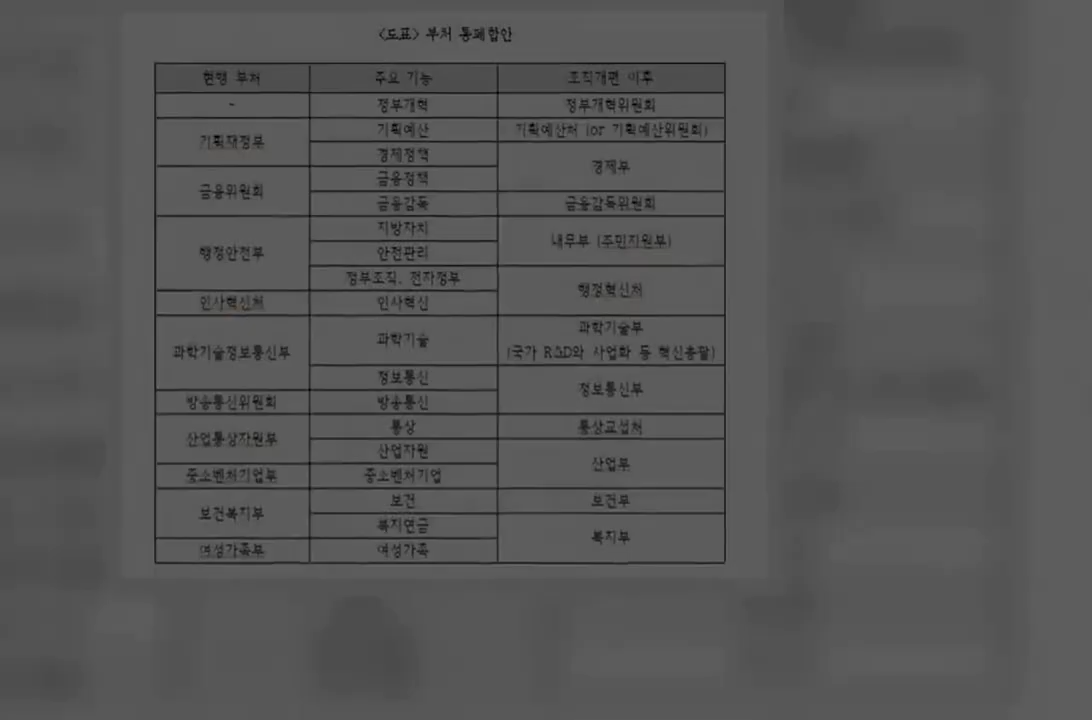 <도표> 부처 통폐합안
현행 부처 주요 기능 조직개편 이후
- 정부개혁 정부개혁위원회
기획재정부 기획예산 기획예산처 (or 기획예산위원회)
경제정책 경제부
금융위원회 금융정책
금융감독 금융감독위원회
행정안전부 지방자치 내무부 (주민지원부)
안전관리
정부조직, 전자정부 행정혁신처
인사혁신처 인사혁신
과학기술정보통신부 과학기술 과학기술부
(국가 R&D와 사업화 등 혁신총괄)
정보통신 정보통신부
방송통신위원회 방송통신
산업통상자원부 통상 통상교섭처
산업자원 산업부
중소벤처기업부 중소벤처기업
보건복지부 보건 보건부
복지연금 복지부
여성가족부 여성가족